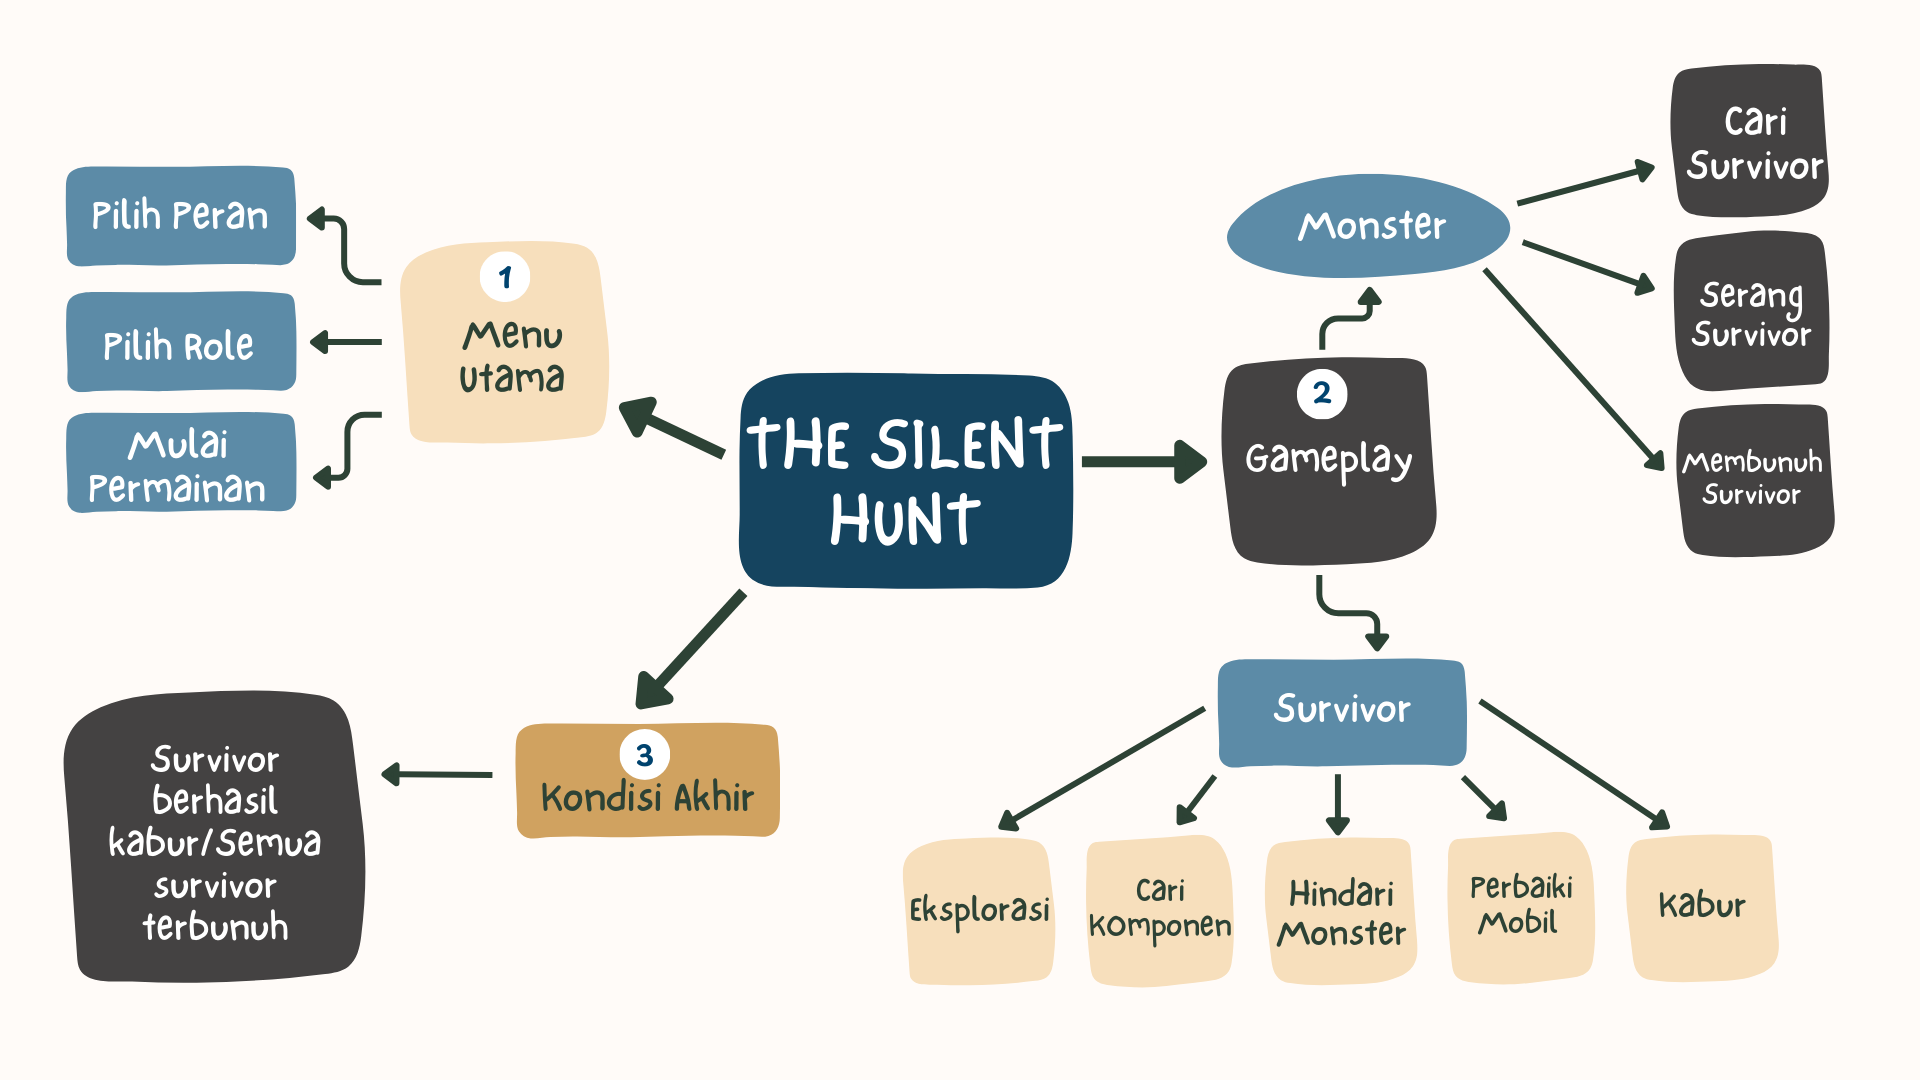 THE SILENT
HUNT
1
Menu
utama
Pilih Peran
Pilih Role
Mulai
Permainan
2
Gameplay
Monster
Cari
Survivor
Serang
Survivor
Membunuh
Survivor
Survivor
Eksplorasi
Cari
Komponen
Hindari
Monster
Perbaiki
Mobil
Kabur
3
Kondisi Akhir
Survivor
berhasil
kabur/Semua
survivor
terbunuh